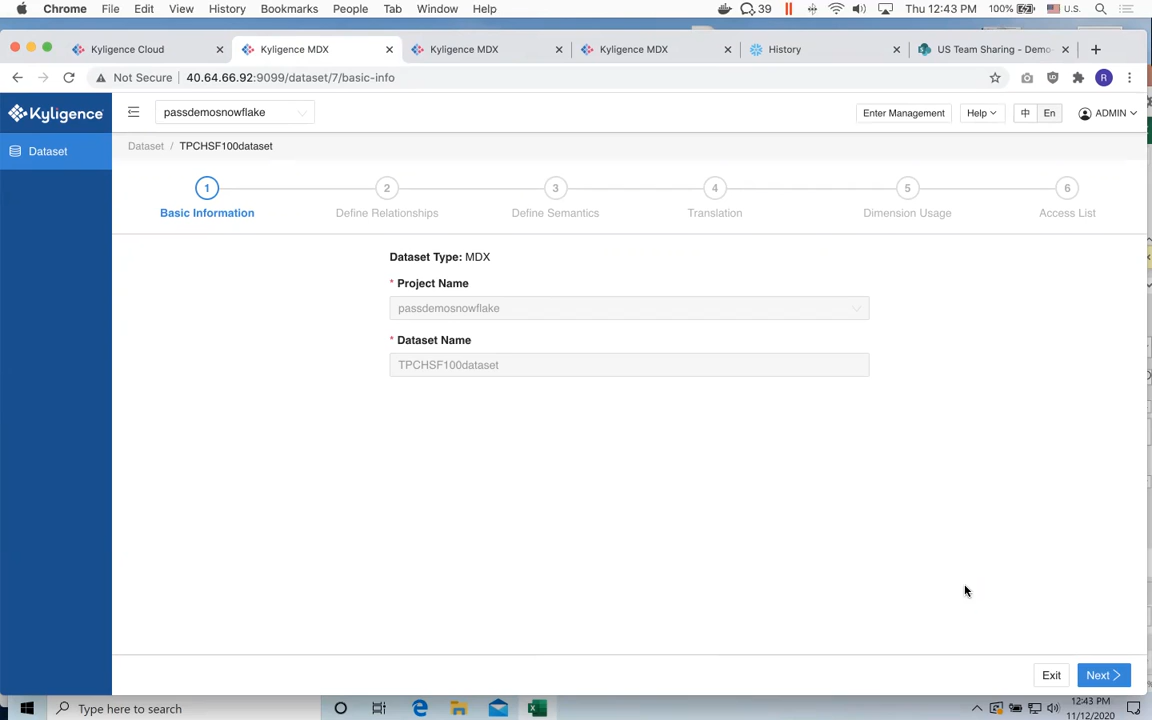 Chrome File Edit View History Bookmarks People Tab Window Help 39 Thu 12:43 PM 100% U.S.
Kyligence Cloud Kyligence MDX Kyligence MDX Kyligence MDX History US Team Sharing - Demo
Not Secure 40.64.66.92:9099/dataset/7/basic-info R
Kyligence passdemosnowflake Enter Management Help 中 En ADMIN
Dataset Dataset / TPCHSF100dataset
1 2 3 4 5 6
Basic Information Define Relationships Define Semantics Translation Dimension Usage Access List
Dataset Type: MDX
* Project Name
passdemosnowflake
* Dataset Name
TPCHSF100dataset
Exit Next
Type here to search 12:43 PM
11/12/2020